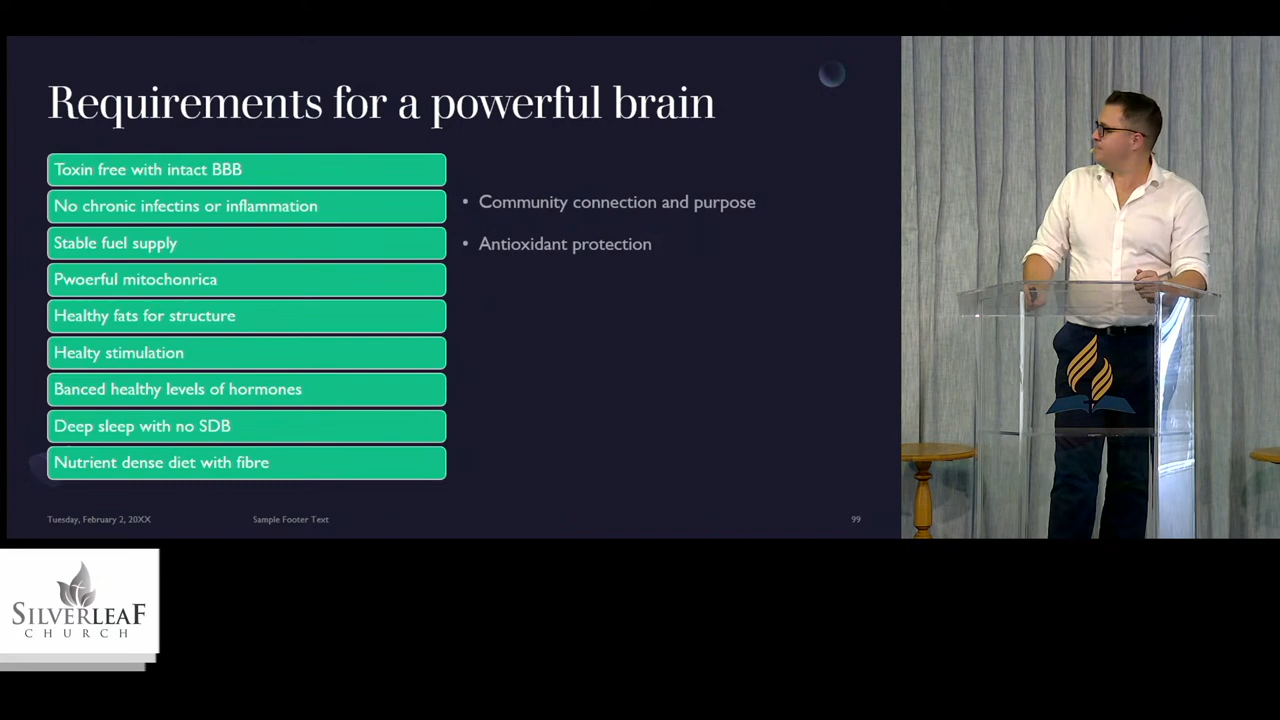 Requirements for a powerful brain
Toxin free with intact BBB
No chronic infectins or inflammation
Stable fuel supply
Pwoerful mitochonrica
Healthy fats for structure
Healty stimulation
Banced healthy levels of hormones
Deep sleep with no SDB
Nutrient dense diet with fibre
• Community connection and purpose
• Antioxidant protection
Tuesday, February 2, 20XX
Sample Footer Text
99
SILVERLEAF
CHURCH